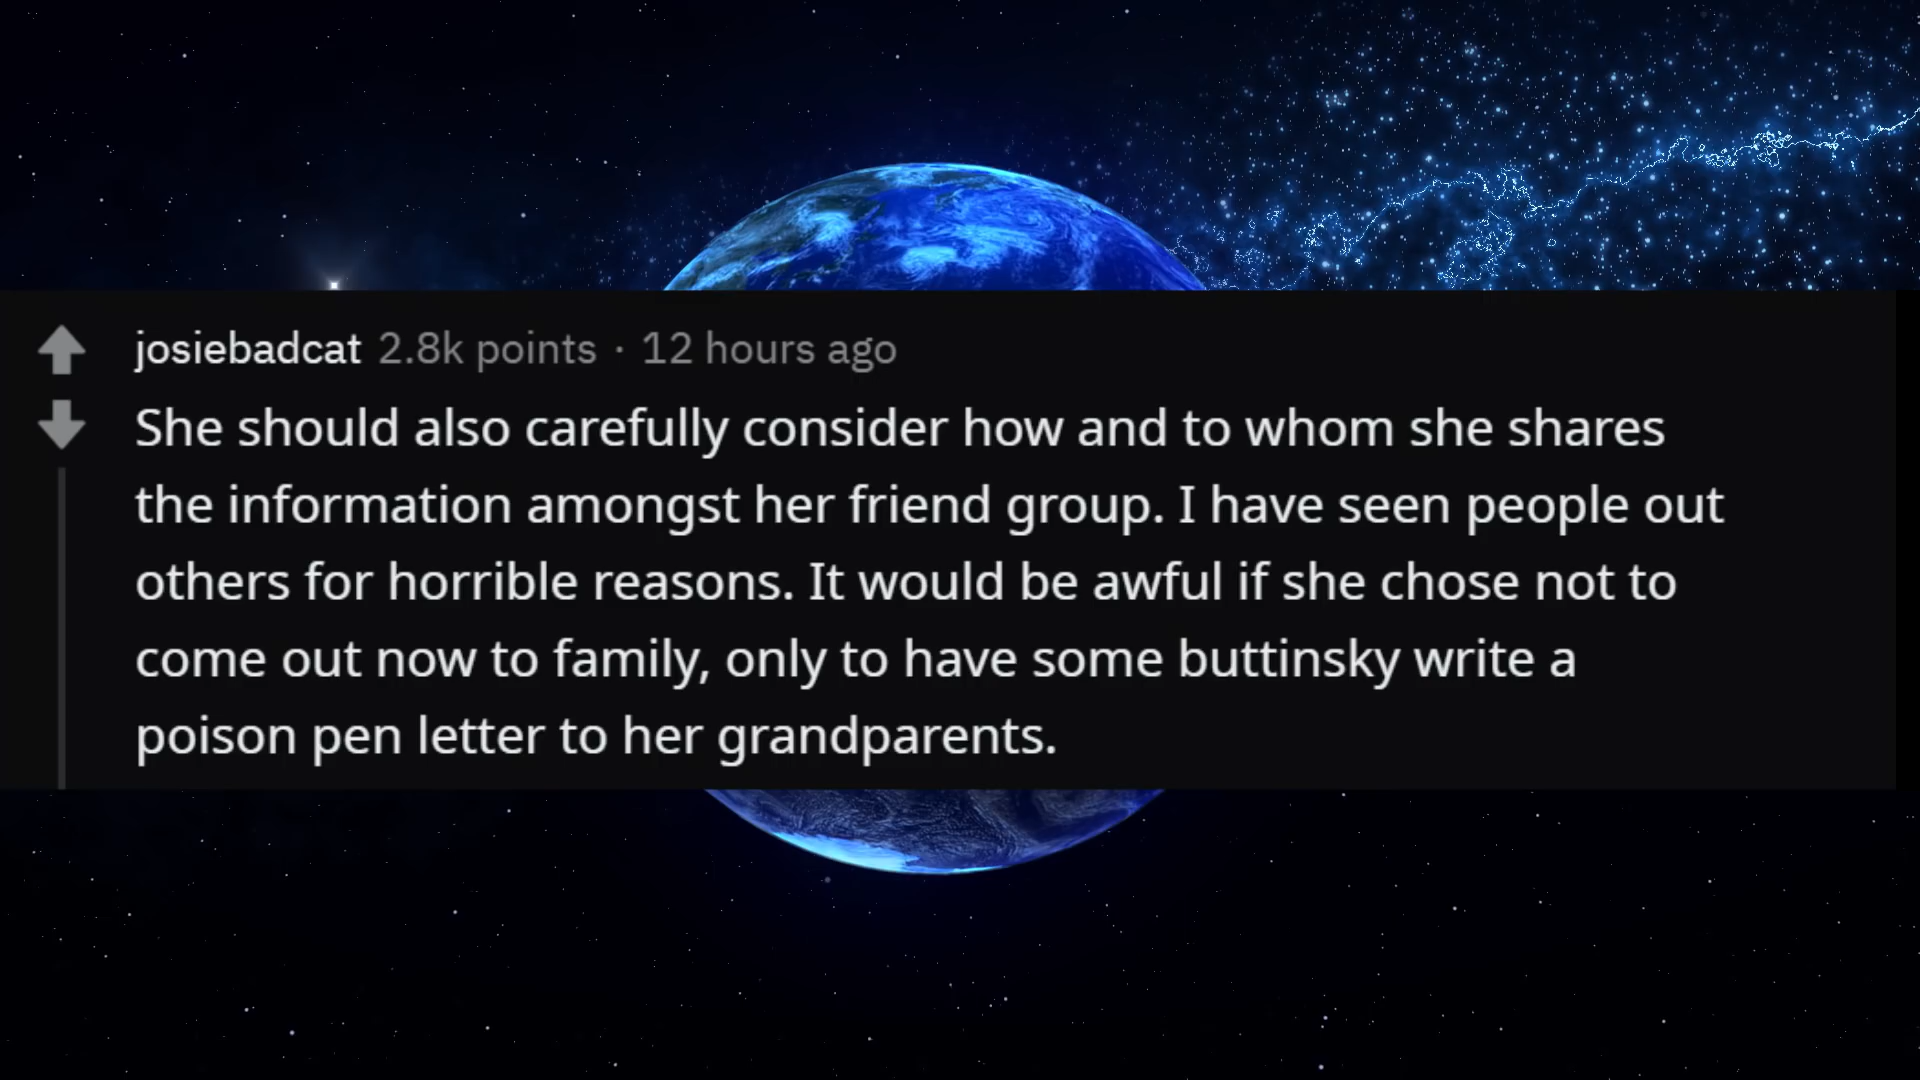 josiebadcat 2.8k points · 12 hours ago
She should also carefully consider how and to whom she shares
the information amongst her friend group. I have seen people out
others for horrible reasons. It would be awful if she chose not to
come out now to family, only to have some buttinsky write a
poison pen letter to her grandparents.